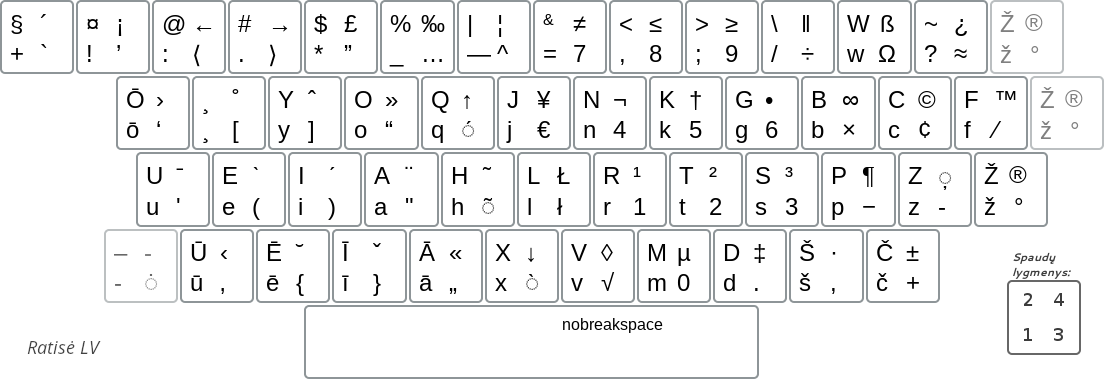 § ´ ¤ ¡ @ ← # → $ £ % ‰ | ¦ & ≠ < ≤ > ≥ \ ‖ W ß ~ ¿ Ž ®
+ ` ! ’ : ⟨ . ⟩ * ” _ … — ^ = 7 , 8 ; 9 / ÷ w Ω ? ≈ ž °
Ō › ¸ ˚ Y ˆ O » Q ↑ J ¥ N ¬ K † G • B ∞ C © F ™ Ž ®
ō ‘ ¸ [ y ] o “ q ◌́ j € n 4 k 5 g 6 b × c ¢ f ⁄ ž °
U ¯ E ` I ´ A ¨ H ˜ L Ł R ¹ T ² S ³ P ¶ Z ◌̦ Ž ®
u ' e ( i ) a " h ◌̃ l ł r 1 t 2 s 3 p − z - ž °
– - Ū ‹ Ē ˘ Ī ˇ Ā « X ↓ V ◊ M µ D ‡ Š · Č ±
- ◌̇ ū ‚ ē { ī } ā „ x ◌̀ v √ m 0 d . š , č +
nobreakspace
Spaudų
lygmenys:
2 4
1 3
Ratisė LV